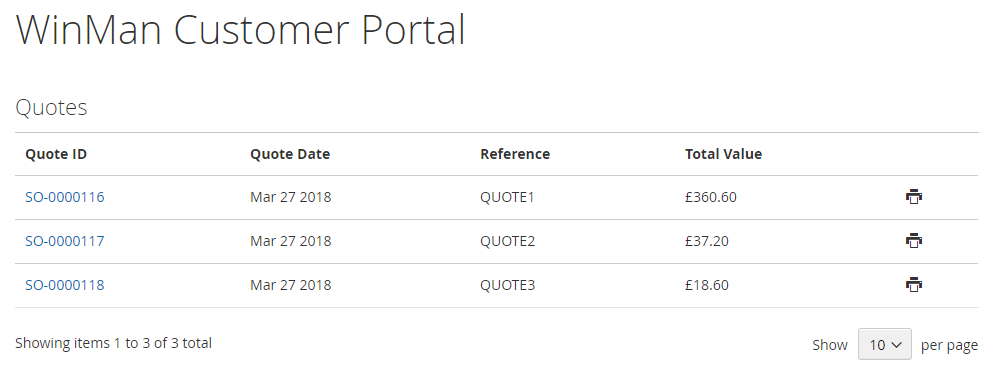 WinMan Customer Portal
Quotes
Quote ID Quote Date Reference Total Value
SO-0000116 Mar 27 2018 QUOTE1 £360.60
SO-0000117 Mar 27 2018 QUOTE2 £37.20
SO-0000118 Mar 27 2018 QUOTE3 £18.60
Showing items 1 to 3 of 3 total Show 10 per page